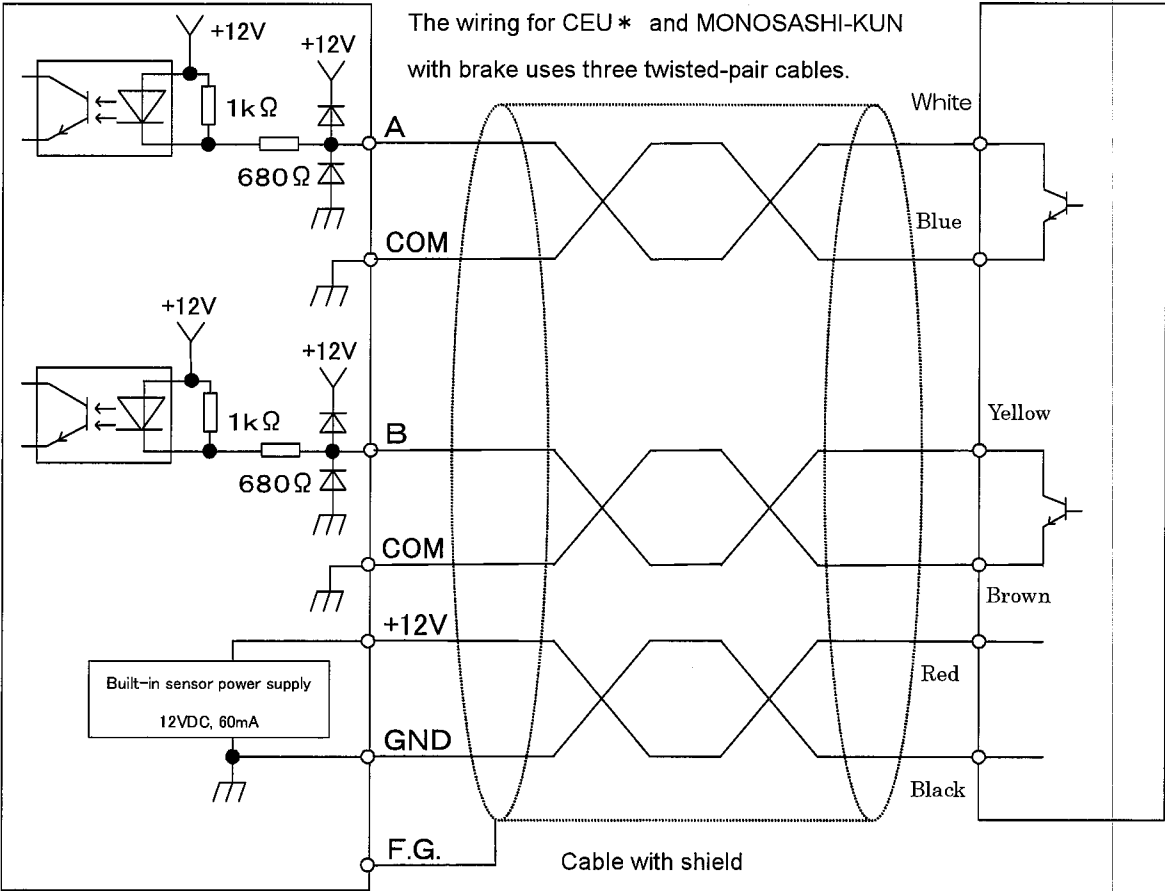 The wiring for CEU* and MONOSASHI-KUN
with brake uses three twisted-pair cables.
+12V
+12V
1kΩ
680Ω
A
COM
White
Blue
+12V
+12V
1kΩ
680Ω
B
COM
Yellow
Brown
+12V
Built-in sensor power supply
12VDC, 60mA
GND
Red
Black
F.G.
Cable with shield